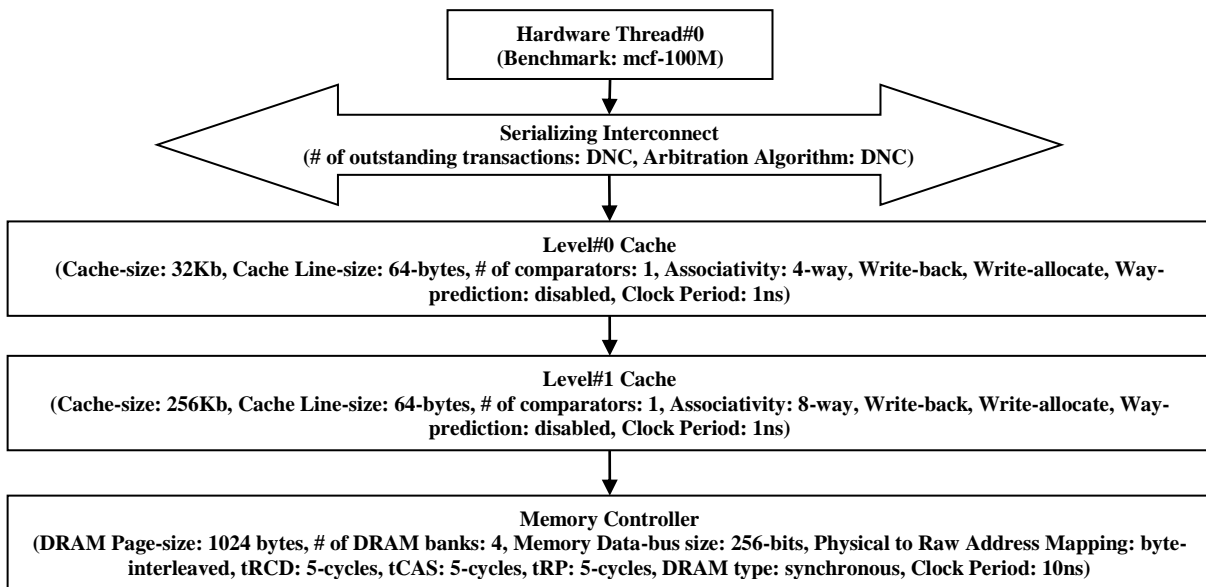 Hardware Thread#0
(Benchmark: mcf-100M)
Serializing Interconnect
(# of outstanding transactions: DNC, Arbitration Algorithm: DNC)
Level#0 Cache
(Cache-size: 32Kb, Cache Line-size: 64-bytes, # of comparators: 1, Associativity: 4-way, Write-back, Write-allocate, Way-
prediction: disabled, Clock Period: 1ns)
Level#1 Cache
(Cache-size: 256Kb, Cache Line-size: 64-bytes, # of comparators: 1, Associativity: 8-way, Write-back, Write-allocate, Way-
prediction: disabled, Clock Period: 1ns)
Memory Controller
(DRAM Page-size: 1024 bytes, # of DRAM banks: 4, Memory Data-bus size: 256-bits, Physical to Raw Address Mapping: byte-
interleaved, tRCD: 5-cycles, tCAS: 5-cycles, tRP: 5-cycles, DRAM type: synchronous, Clock Period: 10ns)